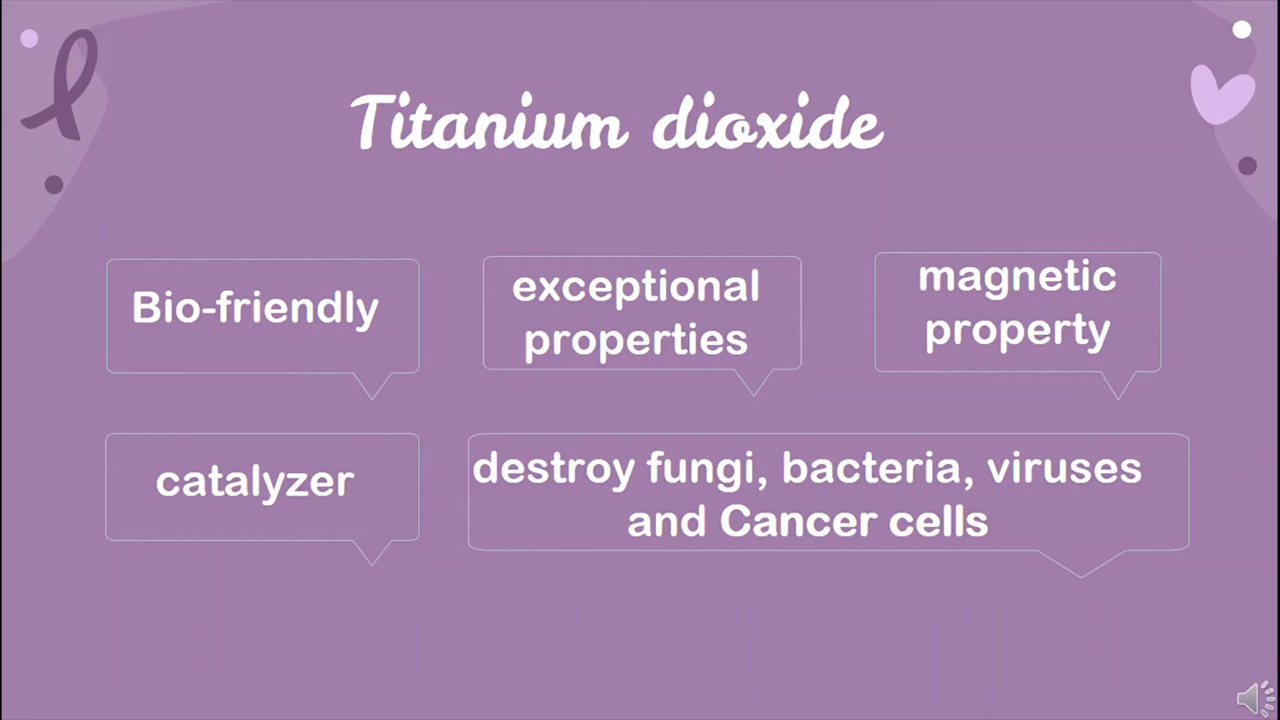 Titanium dioxide
Bio-friendly
exceptional
properties
magnetic
property
catalyzer
destroy fungi, bacteria, viruses
and Cancer cells